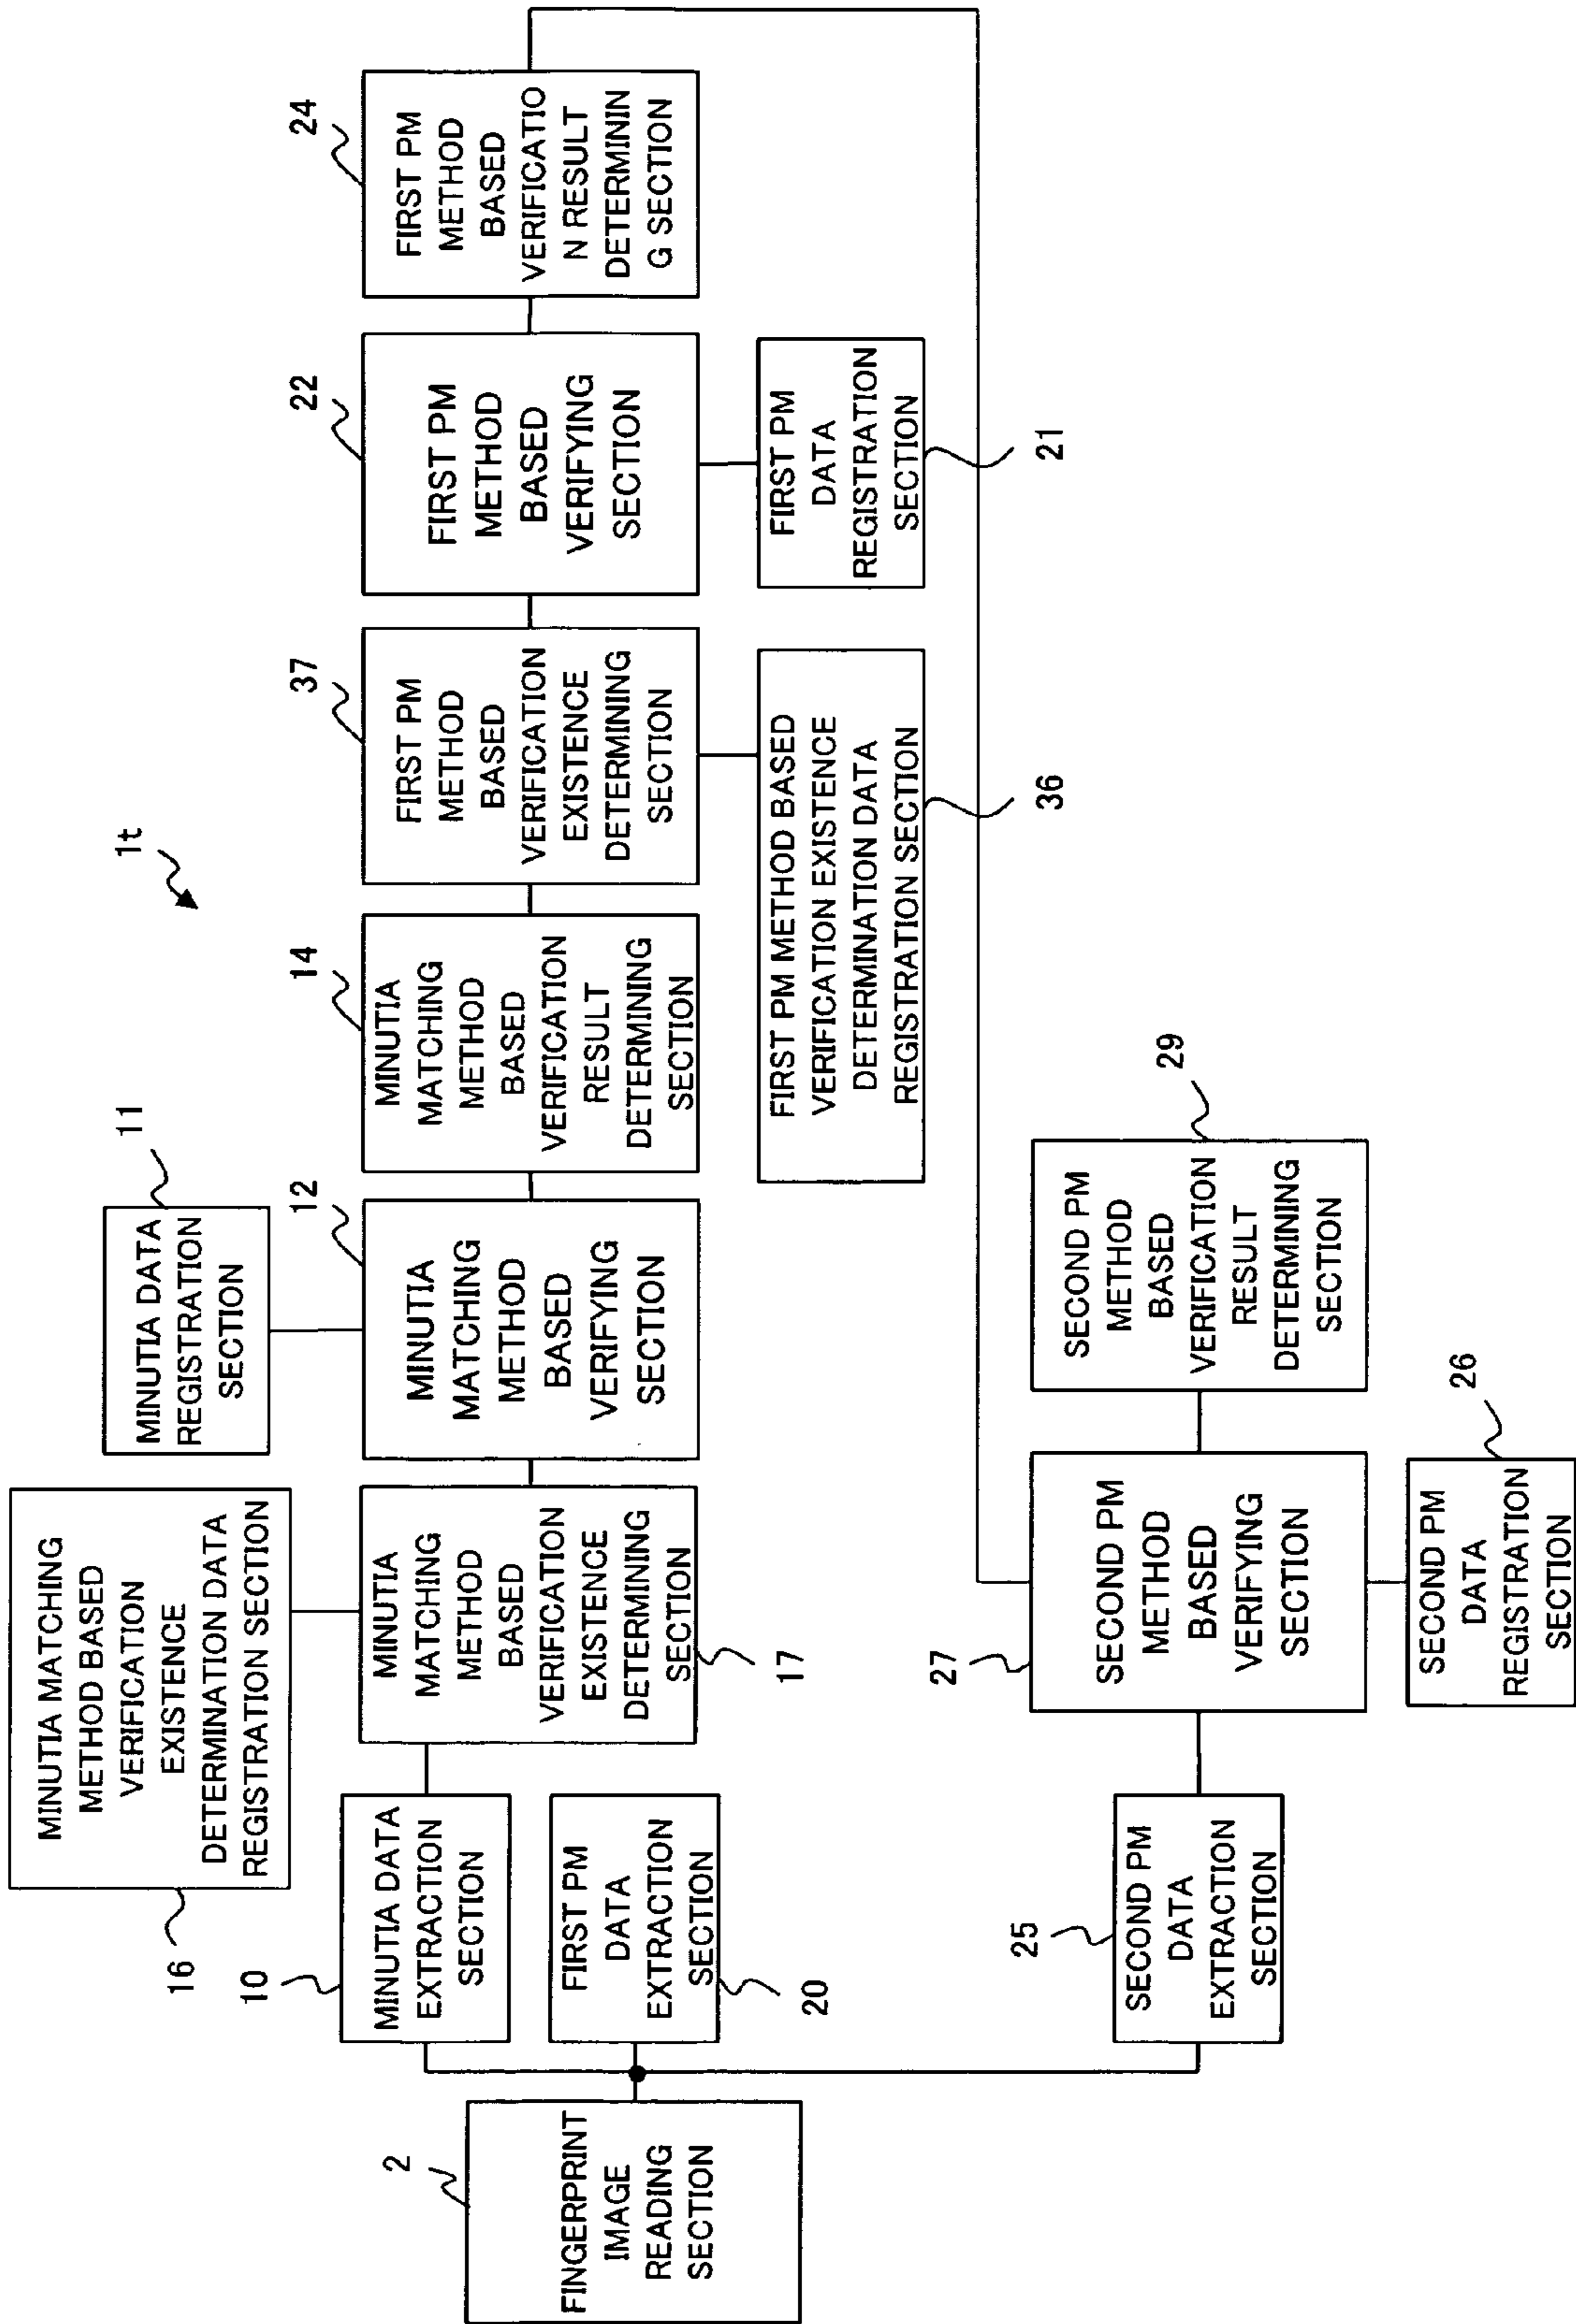 1t
2
FINGERPRINT
IMAGE
READING
SECTION
10
MINUTIA DATA
EXTRACTION
SECTION
FIRST PM
DATA
EXTRACTION
SECTION
20
16
MINUTIA MATCHING
METHOD BASED
VERIFICATION
EXISTENCE
DETERMINATION DATA
REGISTRATION SECTION
MINUTIA
MATCHING
METHOD
BASED
VERIFICATION
EXISTENCE
DETERMINING
SECTION
17
11
MINUTIA DATA
REGISTRATION
SECTION
12
MINUTIA
MATCHING
METHOD
BASED
VERIFYING
SECTION
14
MINUTIA
MATCHING
METHOD
BASED
VERIFICATION
RESULT
DETERMINING
SECTION
37
FIRST PM
METHOD
BASED
VERIFICATION
EXISTENCE
DETERMINING
SECTION
FIRST PM METHOD BASED
VERIFICATION EXISTENCE
DETERMINATION DATA
REGISTRATION SECTION
36
22
FIRST PM
METHOD
BASED
VERIFYING
SECTION
FIRST PM
DATA
REGISTRATION
SECTION
21
24
FIRST PM
METHOD
BASED
VERIFICATIO
N RESULT
DETERMININ
G SECTION
25
SECOND PM
DATA
EXTRACTION
SECTION
27
SECOND PM
METHOD
BASED
VERIFYING
SECTION
26
SECOND PM
DATA
REGISTRATION
SECTION
29
SECOND PM
METHOD
BASED
VERIFICATION
RESULT
DETERMINING
SECTION